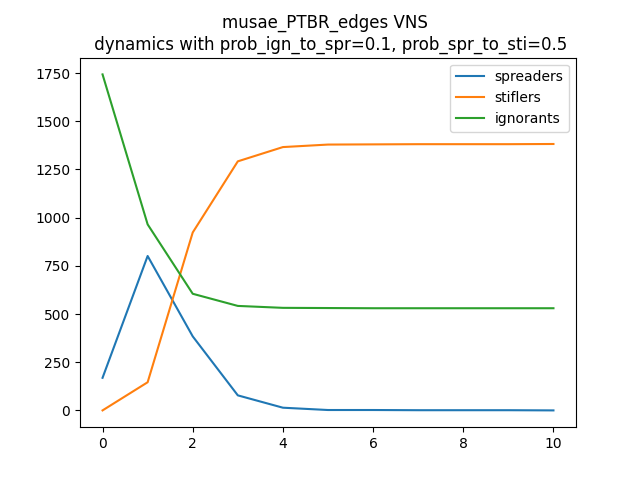 musae_PTBR_edges VNS
dynamics with prob_ign_to_spr=0.1, prob_spr_to_sti=0.5
spreaders
stiflers
ignorants
1750
1500
1250
1000
750
500
250
0
0 2 4 6 8 10